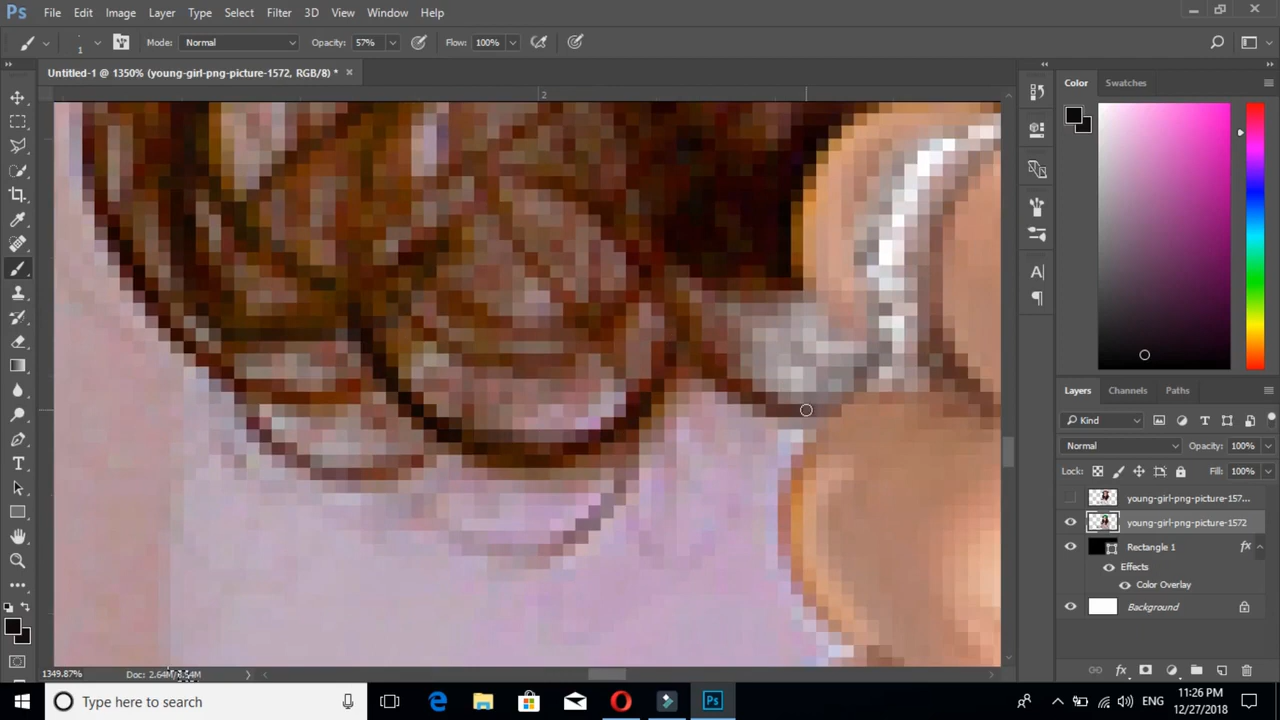 Ps File Edit Image Layer Type Select Filter 3D View Window Help
1 Mode: Normal Opacity: 57% Flow: 100%
Untitled-1 @ 1350% (young-girl-png-picture-1572, RGB/8) * ×
2
Color Swatches
Layers Channels Paths
Kind
Normal Opacity: 100%
Lock: Fill: 100%
young-girl-png-picture-157...
young-girl-png-picture-1572
Rectangle 1 fx
Effects
Color Overlay
Background
1349.87% Doc:
Type here to search
ENG
11:26 PM
12/27/2018